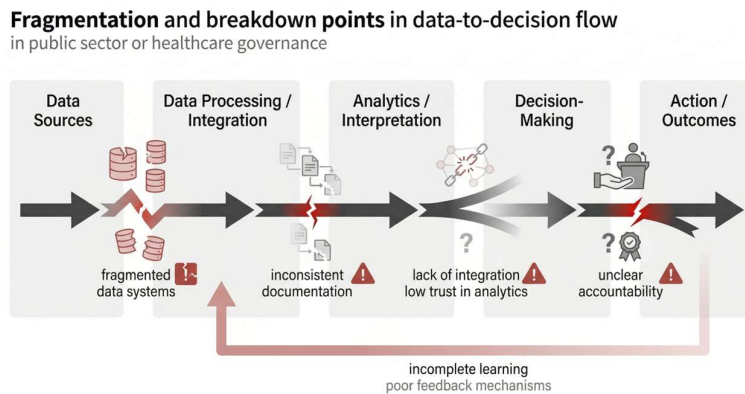 Fragmentation and breakdown points in data-to-decision flow
in public sector or healthcare governance
Data
Sources
Data Processing /
Integration
Analytics /
Interpretation
Decision-
Making
Action /
Outcomes
?
?
?
fragmented
data systems
!
inconsistent
documentation
!
lack of integration
low trust in analytics
!
unclear
accountability
!
incomplete learning
poor feedback mechanisms